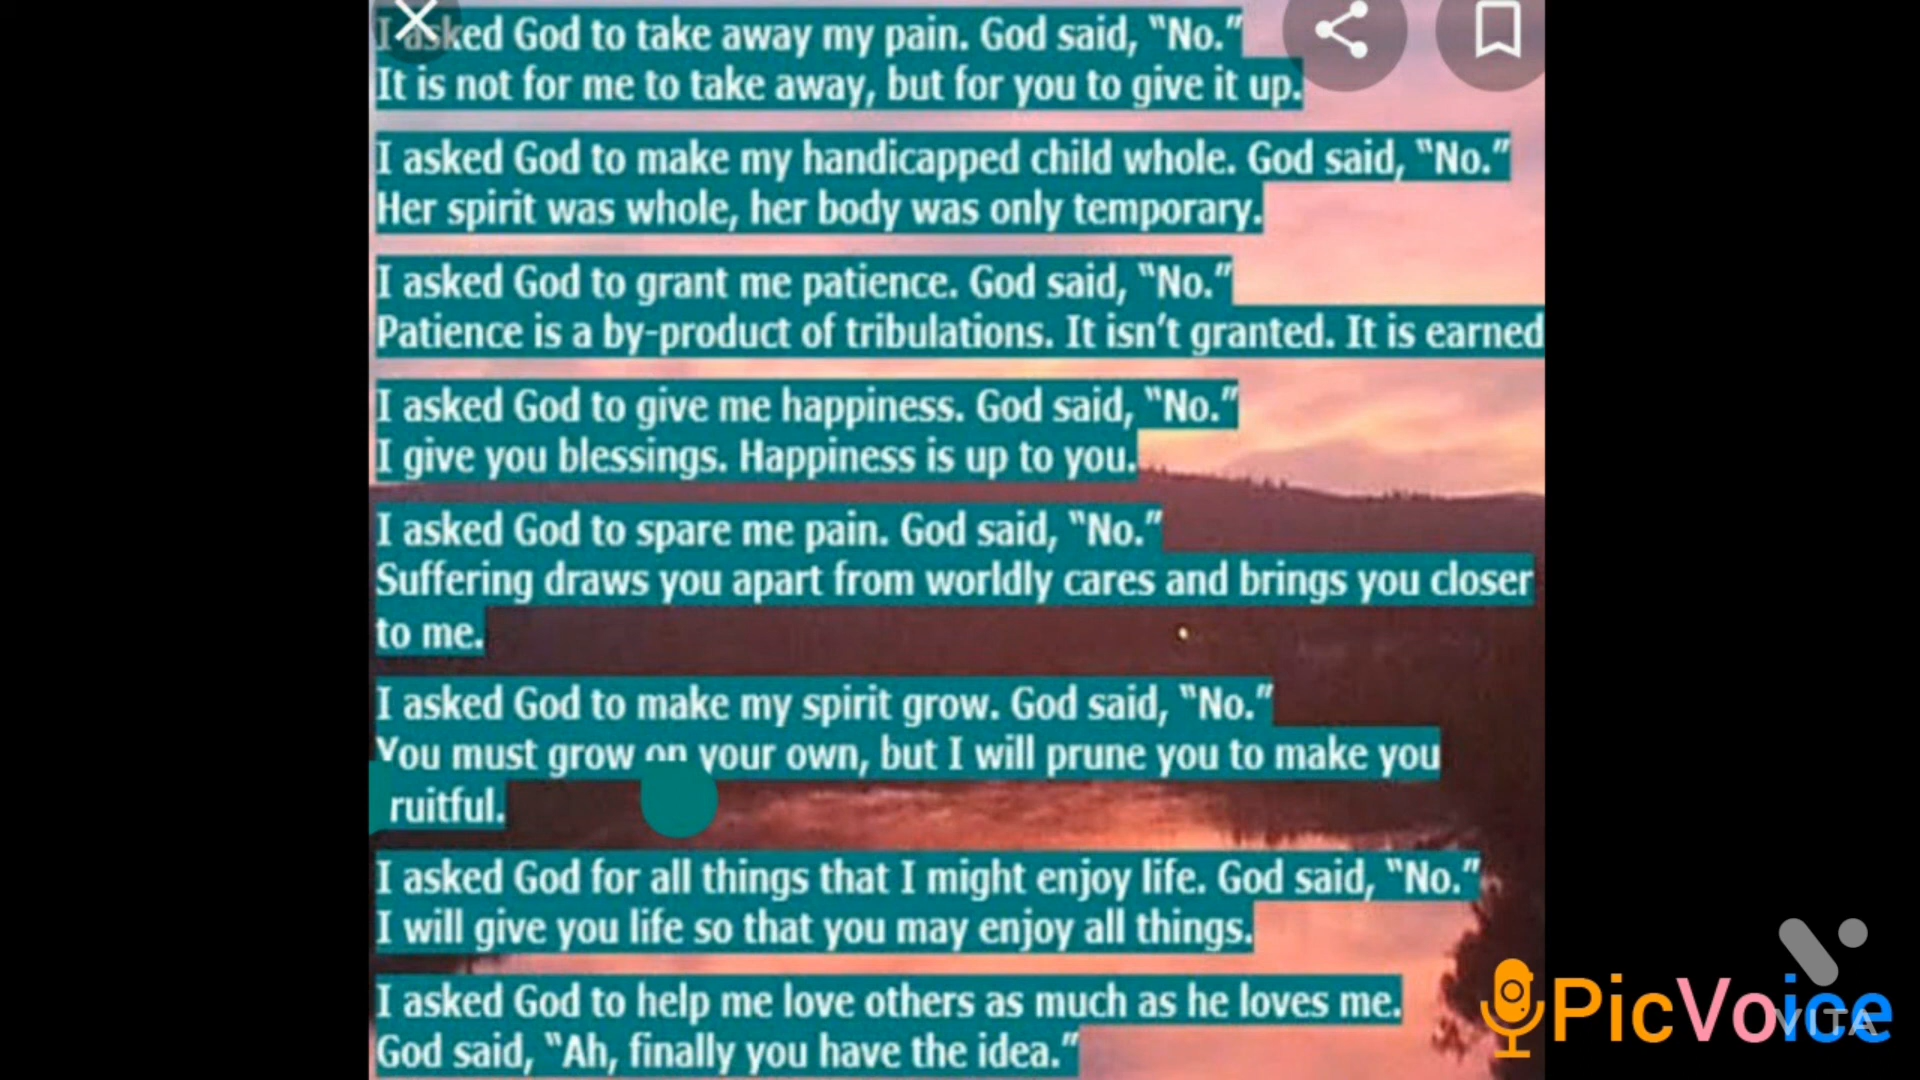 I asked God to take away my pain. God said, “No.”
It is not for me to take away, but for you to give it up.
I asked God to make my handicapped child whole. God said, “No.”
Her spirit was whole, her body was only temporary.
I asked God to grant me patience. God said, “No.”
Patience is a by-product of tribulations. It isn’t granted. It is earned
I asked God to give me happiness. God said, “No.”
I give you blessings. Happiness is up to you.
I asked God to spare me pain. God said, “No.”
Suffering draws you apart from worldly cares and brings you closer
to me.
I asked God to make my spirit grow. God said, “No.”
You must grow on your own, but I will prune you to make you
ruitful.
I asked God for all things that I might enjoy life. God said, “No.”
I will give you life so that you may enjoy all things.
I asked God to help me love others as much as he loves me.
God said, “Ah, finally you have the idea.”
PicVoice
VITA